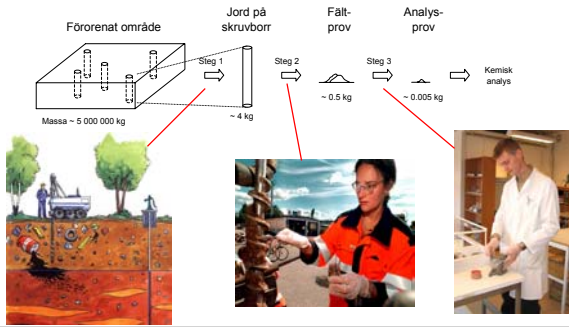 Förorenat område
Jord på
skruvborr
Fält-
prov
Analys-
prov
Steg 1
Steg 2
Steg 3
Kemisk
analys
Massa ~ 5 000 000 kg
~ 4 kg
~ 0.5 kg
~ 0.005 kg